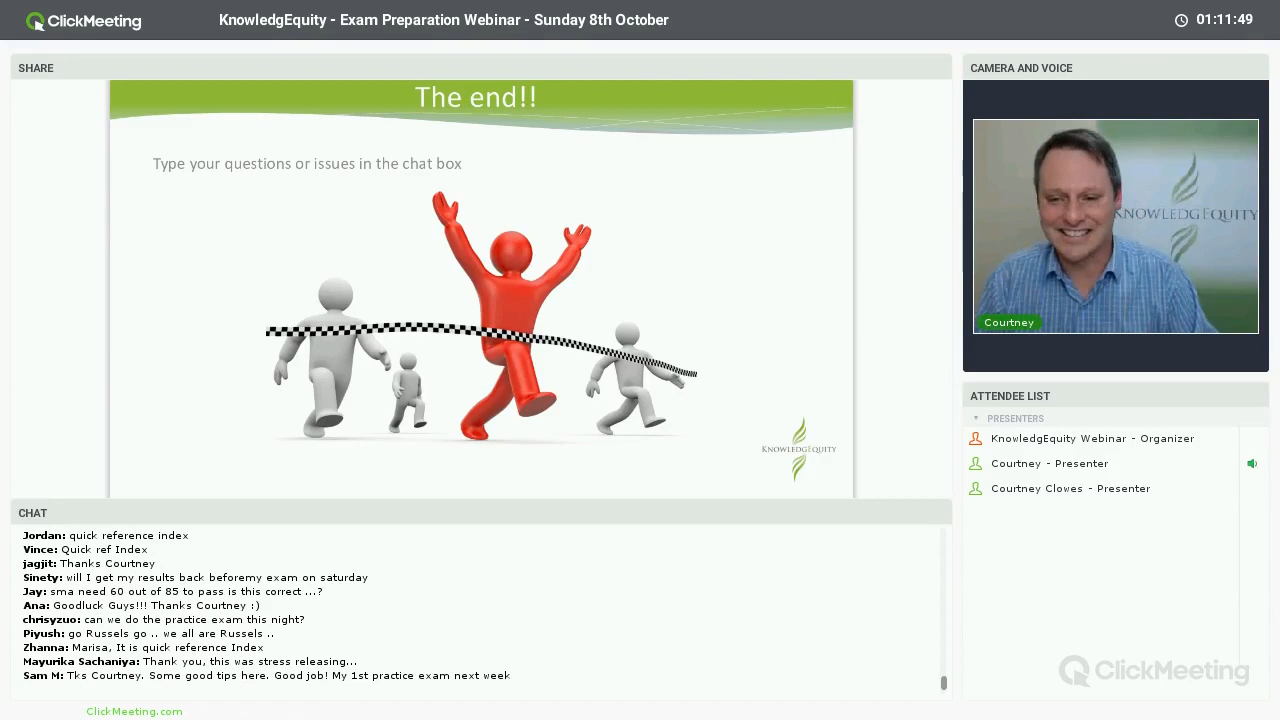 ClickMeeting
KnowledgEquity - Exam Preparation Webinar - Sunday 8th October
01:11:49
SHARE
The end!!
Type your questions or issues in the chat box
KNOWLEDGEQUITY
CAMERA AND VOICE
KNOWLEDGEQUITY
Courtney
ATTENDEE LIST
PRESENTERS
KnowledgEquity Webinar - Organizer
Courtney - Presenter
Courtney Clowes - Presenter
CHAT
Jordan: quick reference index
Vince: Quick ref Index
jagjit: Thanks Courtney
Sinety: will I get my results back beforemy exam on saturday
Jay: sma need 60 out of 85 to pass is this correct ...?
Ana: Goodluck Guys!!! Thanks Courtney :)
chrisyzuo: can we do the practice exam this night?
Piyush: go Russels go .. we all are Russels ..
Zhanna: Marisa, It is quick reference Index
Mayurika Sachaniya: Thank you, this was stress releasing...
Sam M: Tks Courtney. Some good tips here. Good job! My 1st practice exam next week
ClickMeeting
ClickMeeting.com